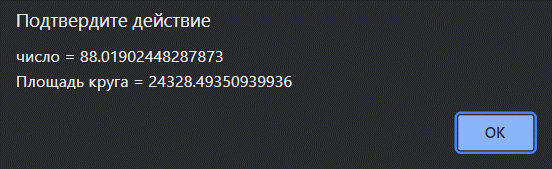 Подтвердите действие
число = 88.01902448287873
Площадь круга = 24328.49350939936
OK